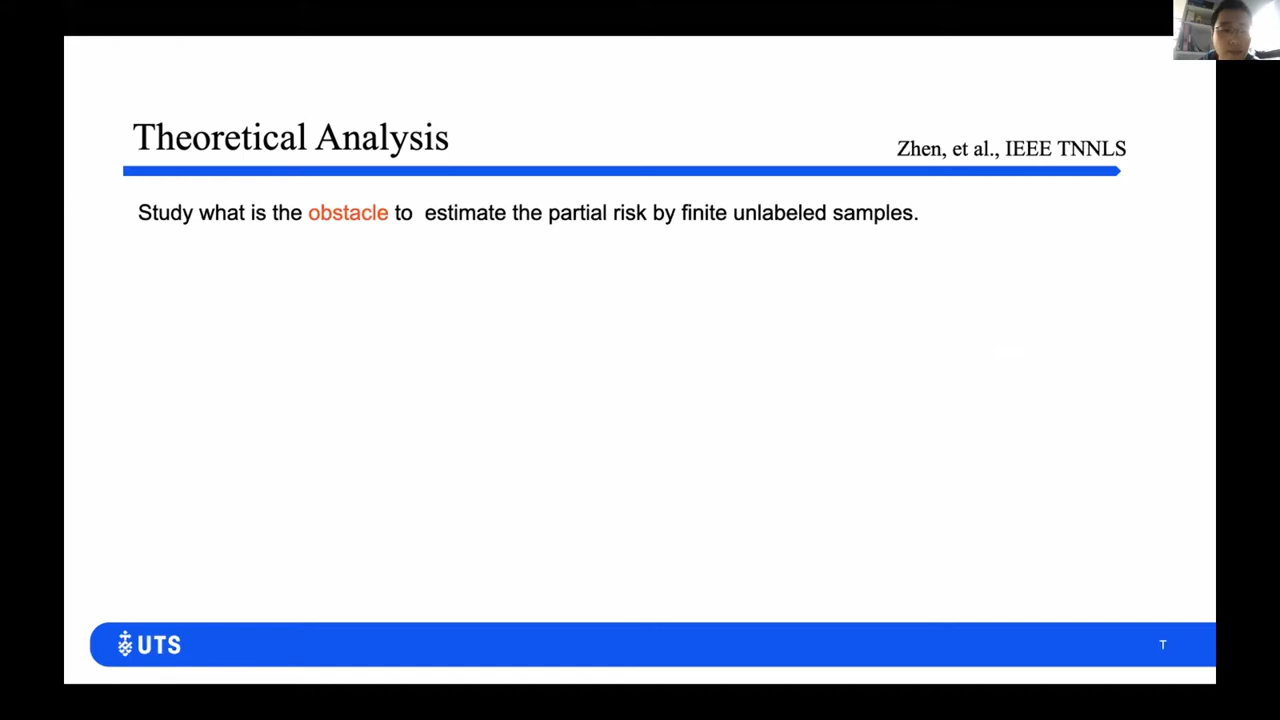 Theoretical Analysis
Zhen, et al., IEEE TNNLS
Study what is the obstacle to  estimate the partial risk by finite unlabeled samples.
UTS
T